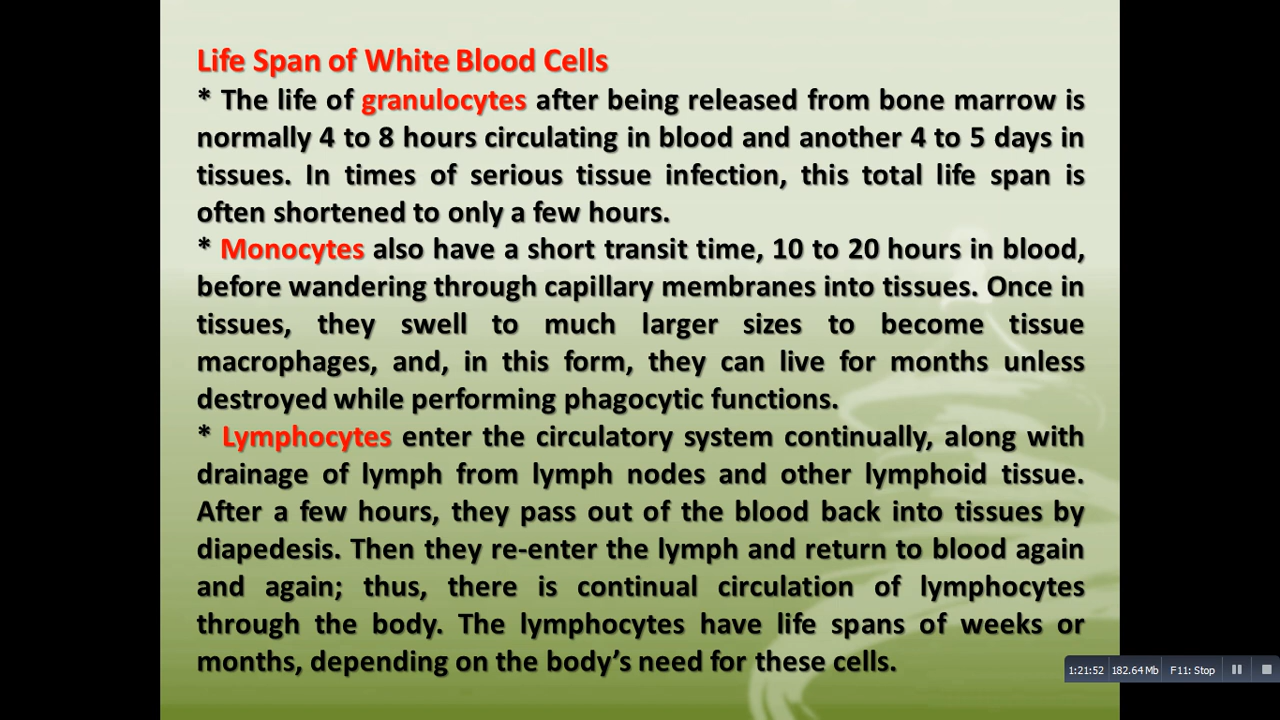 Life Span of White Blood Cells
* The life of granulocytes after being released from bone marrow is
normally 4 to 8 hours circulating in blood and another 4 to 5 days in
tissues. In times of serious tissue infection, this total life span is
often shortened to only a few hours.
* Monocytes also have a short transit time, 10 to 20 hours in blood,
before wandering through capillary membranes into tissues. Once in
tissues, they swell to much larger sizes to become tissue
macrophages, and, in this form, they can live for months unless
destroyed while performing phagocytic functions.
* Lymphocytes enter the circulatory system continually, along with
drainage of lymph from lymph nodes and other lymphoid tissue.
After a few hours, they pass out of the blood back into tissues by
diapedesis. Then they re-enter the lymph and return to blood again
and again; thus, there is continual circulation of lymphocytes
through the body. The lymphocytes have life spans of weeks or
months, depending on the body’s need for these cells.
1:21:52 182.64 Mb F11: Stop